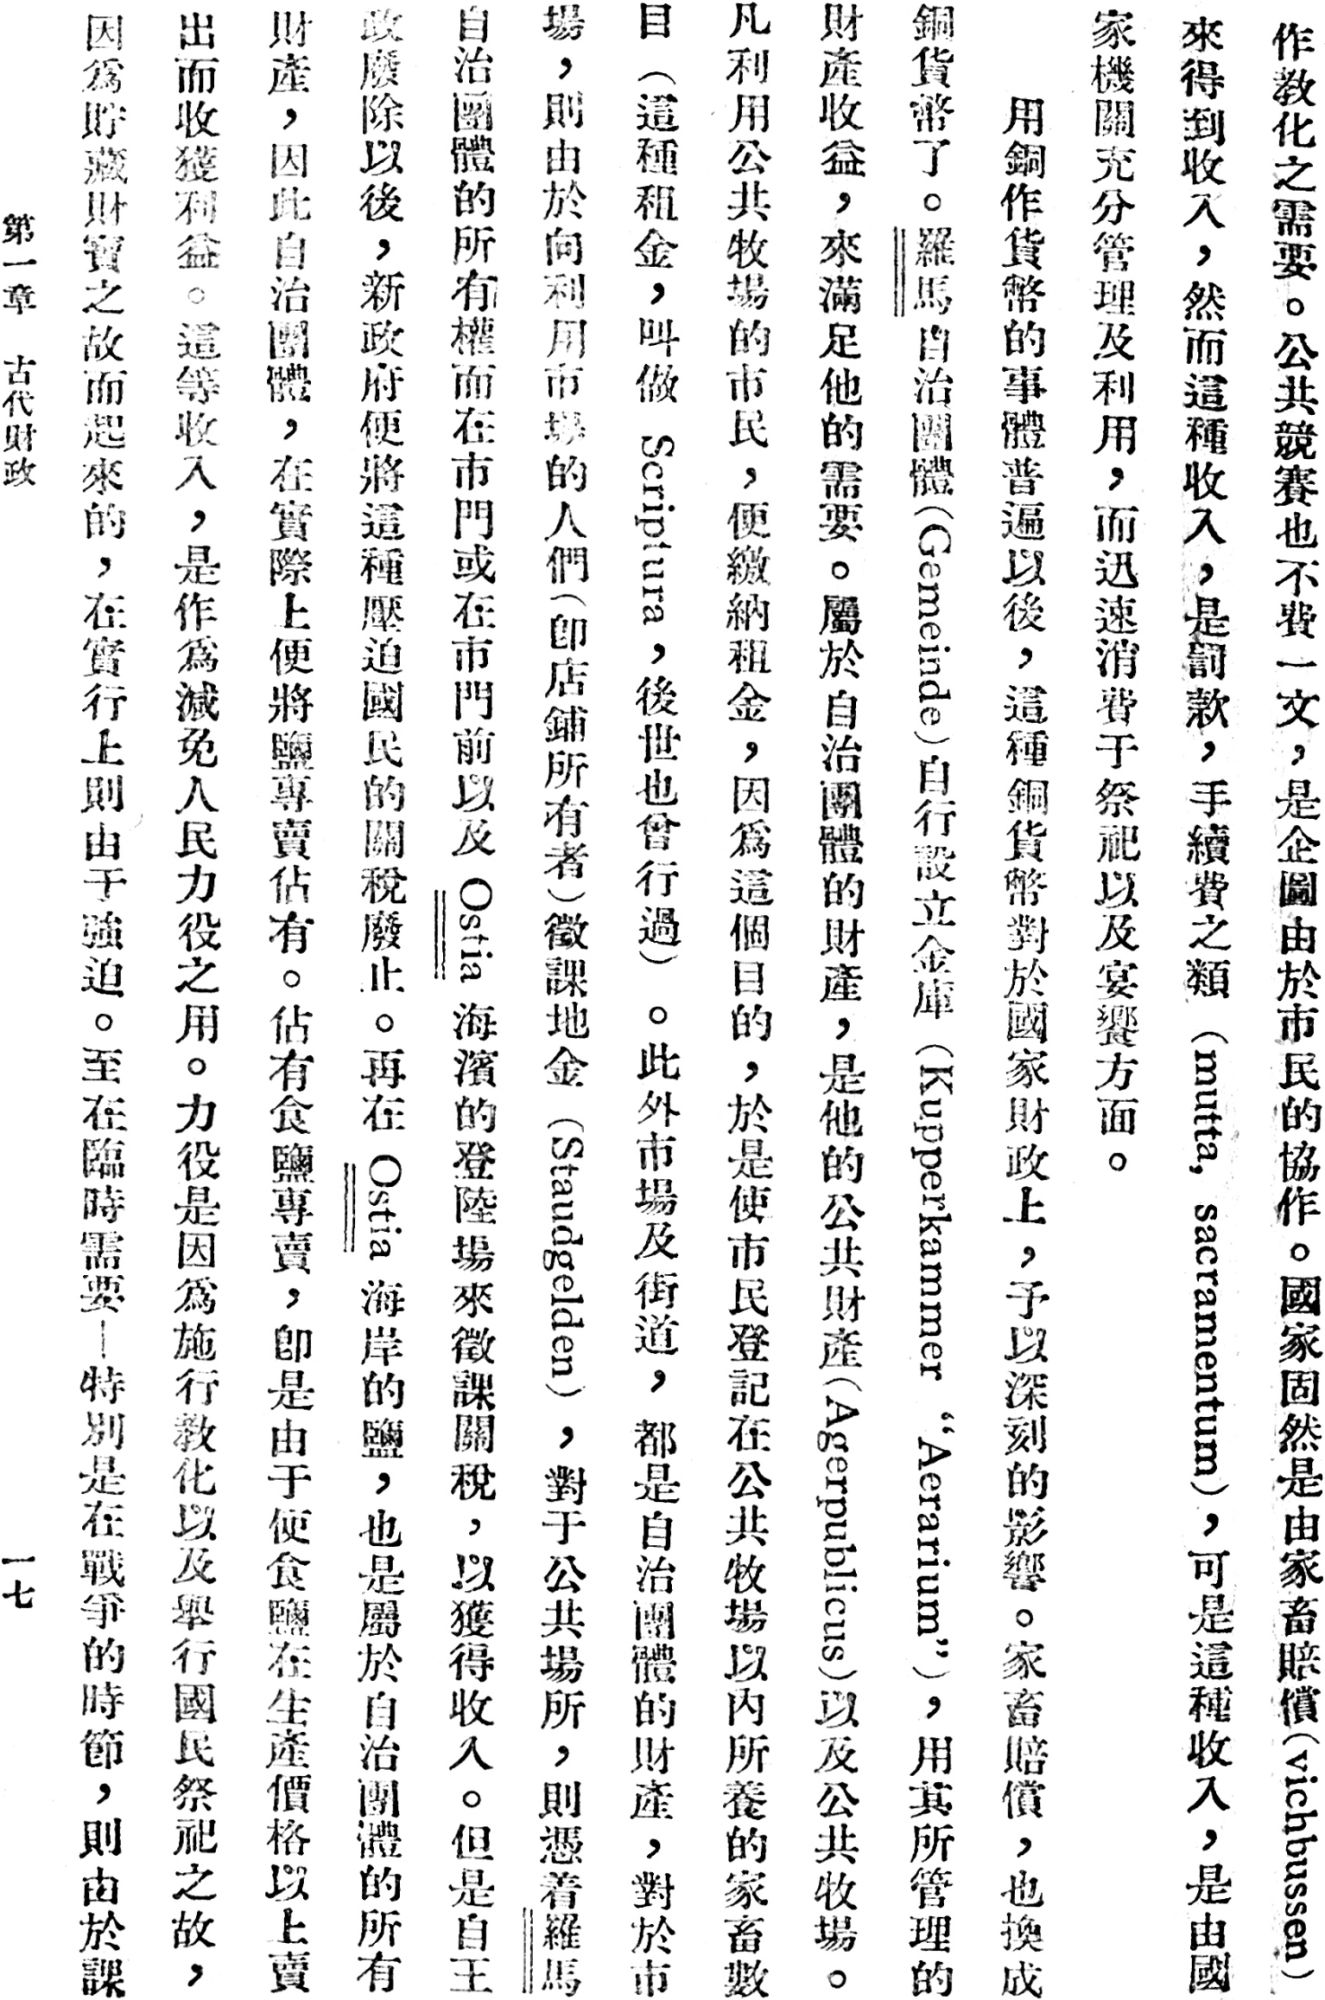 作教化之需要。公共競賽也不費一文，是企圖由於市民的協作。國家固然是由家畜賠償(vichbussen)
來得到收入，然而這種收入，是罰款，手續費之類（mutta, sacramentum），可是這種收入，是由國
家機關充分管理及利用，而迅速消費于祭祀以及宴饗方面。
用銅作貨幣的事體普遍以後，這種銅貨幣對於國家財政上，予以深刻的影響。家畜賠償，也換成
銅貨幣了。羅馬自治團體(Gemeinde)自行設立金庫（Kupperkammer “Aerarium”），用其所管理的
財產收益，來滿足他的需要。屬於自治團體的財產，是他的公共財產(Agerpublicus)以及公共牧場。
凡利用公共牧場的市民，便繳納租金，因爲這個目的，於是使市民登記在公共牧場以內所養的家畜數
目（這種租金，叫做 Scriptura，後世也曾行過）。此外市場及街道，都是自治團體的財產，對於市
場，則由於向利用市場的人們(卽店鋪所有者)徵課地金（Staudgelden），對于公共場所，則憑着羅馬
自治團體的所有權而在市門或在市門前以及 Ostia 海濱的登陸場來徵課關稅，以獲得收入。但是自王
政廢除以後，新政府便將這種壓迫國民的關稅廢止。再在 Ostia 海岸的鹽，也是屬於自治團體的所有
財產，因此自治團體，在實際上便將鹽專賣佔有。佔有食鹽專賣，卽是由于使食鹽在生產價格以上賣
出而收獲利益。這等收入，是作爲減免人民力役之用。力役是因爲施行教化以及舉行國民祭祀之故，
因爲貯藏財寶之故而起來的，在實行上則由于強迫。至在臨時需要—特別是在戰爭的時節，則由於課
第一章　古代財政　一七